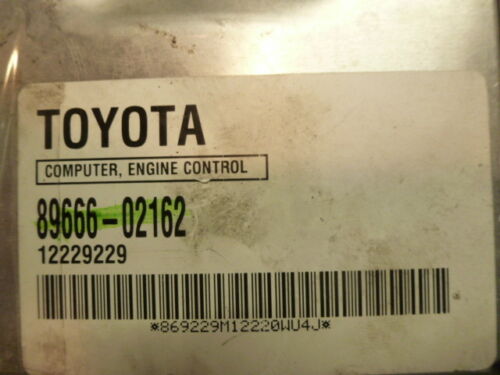 TOYOTA
COMPUTER, ENGINE CONTROL
89666-02162
12229229
*869229M12220WU4J*